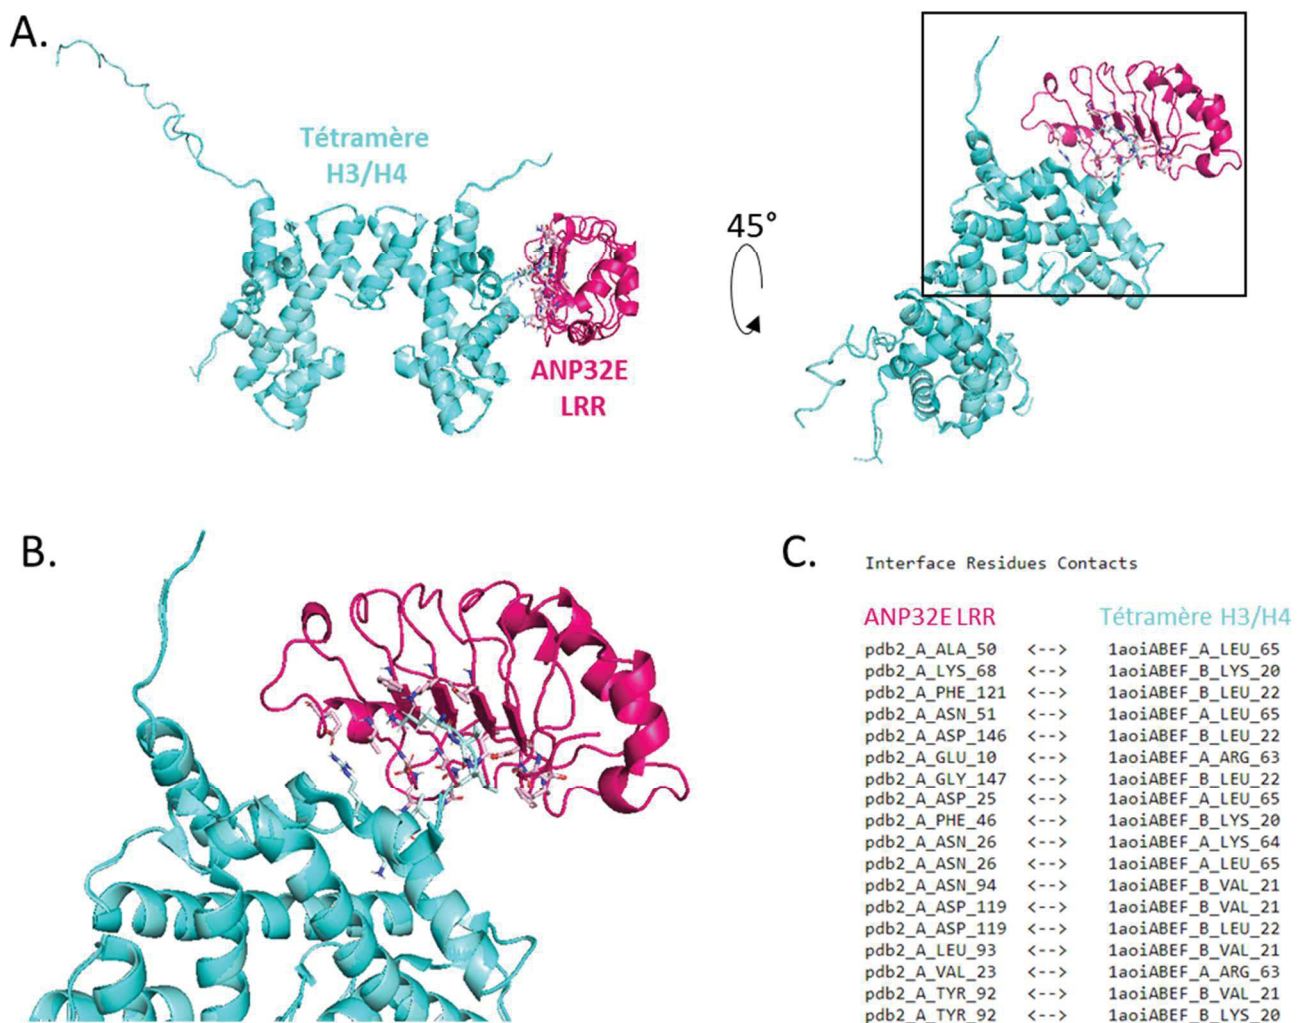 A.
Tétramère
H3/H4
45°
ANP32E
LRR
B.
C.
Interface Residues Contacts
ANP32E LRR Tétramère H3/H4
pdb2_A_ALA_50 <--> 1aoiABEF_A_LEU_65
pdb2_A_LYS_68 <--> 1aoiABEF_B_LYS_20
pdb2_A_PHE_121 <--> 1aoiABEF_B_LEU_22
pdb2_A_ASN_51 <--> 1aoiABEF_A_LEU_65
pdb2_A_ASP_146 <--> 1aoiABEF_B_LEU_22
pdb2_A_GLU_10 <--> 1aoiABEF_A_ARG_63
pdb2_A_GLY_147 <--> 1aoiABEF_B_LEU_22
pdb2_A_ASP_25 <--> 1aoiABEF_A_LEU_65
pdb2_A_PHE_46 <--> 1aoiABEF_B_LYS_20
pdb2_A_ASN_26 <--> 1aoiABEF_A_LYS_64
pdb2_A_ASN_26 <--> 1aoiABEF_A_LEU_65
pdb2_A_ASN_94 <--> 1aoiABEF_B_VAL_21
pdb2_A_ASP_119 <--> 1aoiABEF_B_VAL_21
pdb2_A_ASP_119 <--> 1aoiABEF_B_LEU_22
pdb2_A_LEU_93 <--> 1aoiABEF_B_VAL_21
pdb2_A_VAL_23 <--> 1aoiABEF_A_ARG_63
pdb2_A_TYR_92 <--> 1aoiABEF_B_VAL_21
pdb2_A_TYR_92 <--> 1aoiABEF_B_LYS_20